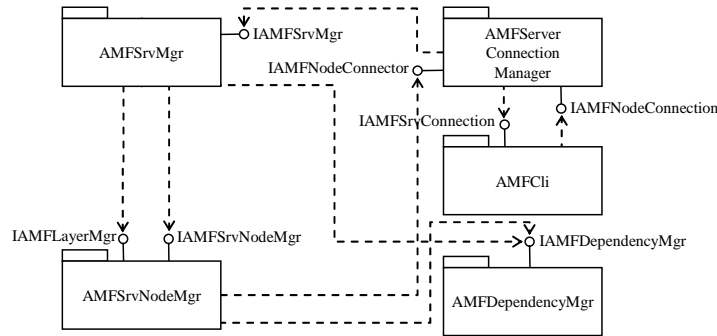 AMFSrvMgr
IAMFSrvMgr
IAMFNodeConnector
AMFServer
Connection
Manager
IAMFSrvConnection
IAMFNodeConnection
AMFCli
IAMFLayerMgr
IAMFSrvNodeMgr
IAMFDependencyMgr
AMFSrvNodeMgr
AMFDependencyMgr